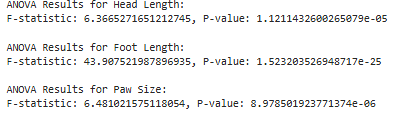 ANOVA Results for Head Length:
F-statistic: 6.3665271651212745, P-value: 1.1211432600265079e-05
ANOVA Results for Foot Length:
F-statistic: 43.907521987896935, P-value: 1.523203526948717e-25
ANOVA Results for Paw Size:
F-statistic: 6.481021575118054, P-value: 8.978501923771374e-06